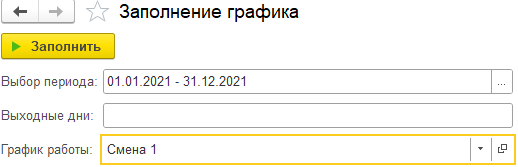 Заполнение графика
Заполнить
Выбор периода: 01.01.2021 - 31.12.2021 ...
Выходные дни:
График работы: Смена 1